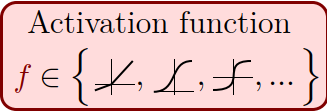 Activation function
f ∈ { , , , ... }